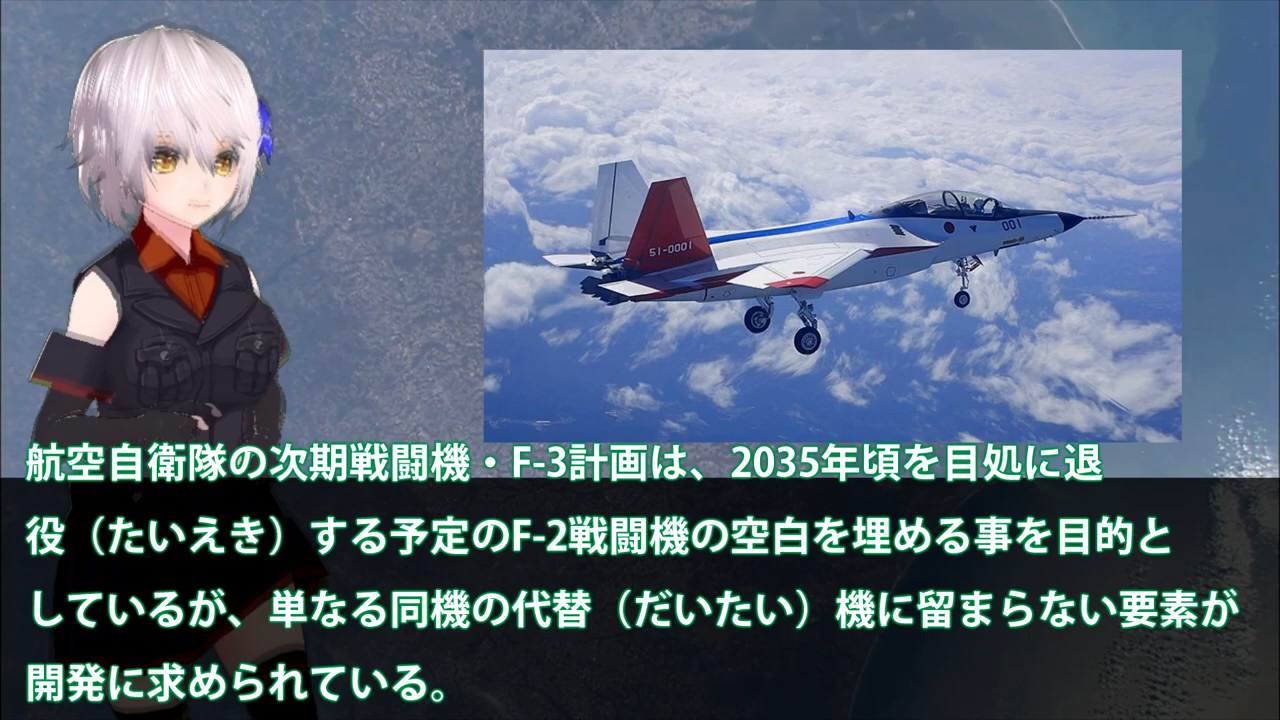 51-0001
001
航空自衛隊の次期戦闘機・F-3計画は、2035年頃を目処に退
役（たいえき）する予定のF-2戦闘機の空白を埋める事を目的と
しているが、単なる同機の代替（だいたい）機に留まらない要素が
開発に求められている。